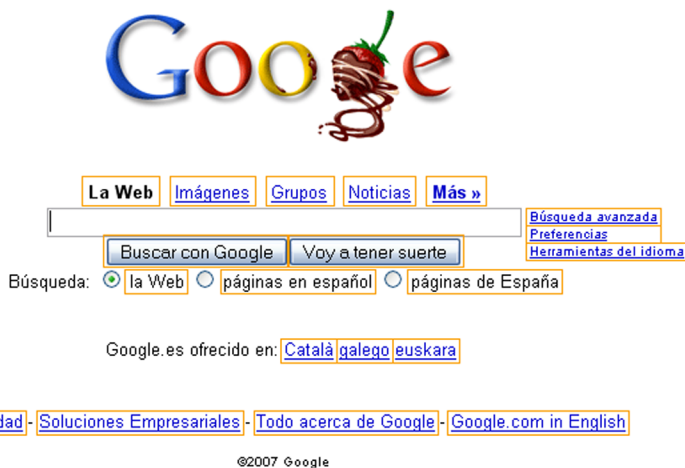 Google
La Web Imágenes Grupos Noticias Más »
Búsqueda avanzada
Preferencias
Herramientas del idioma
Buscar con Google Voy a tener suerte
Búsqueda: la Web páginas en español páginas de España
Google.es ofrecido en: Català galego euskara
dad - Soluciones Empresariales - Todo acerca de Google - Google.com in English
©2007 Google